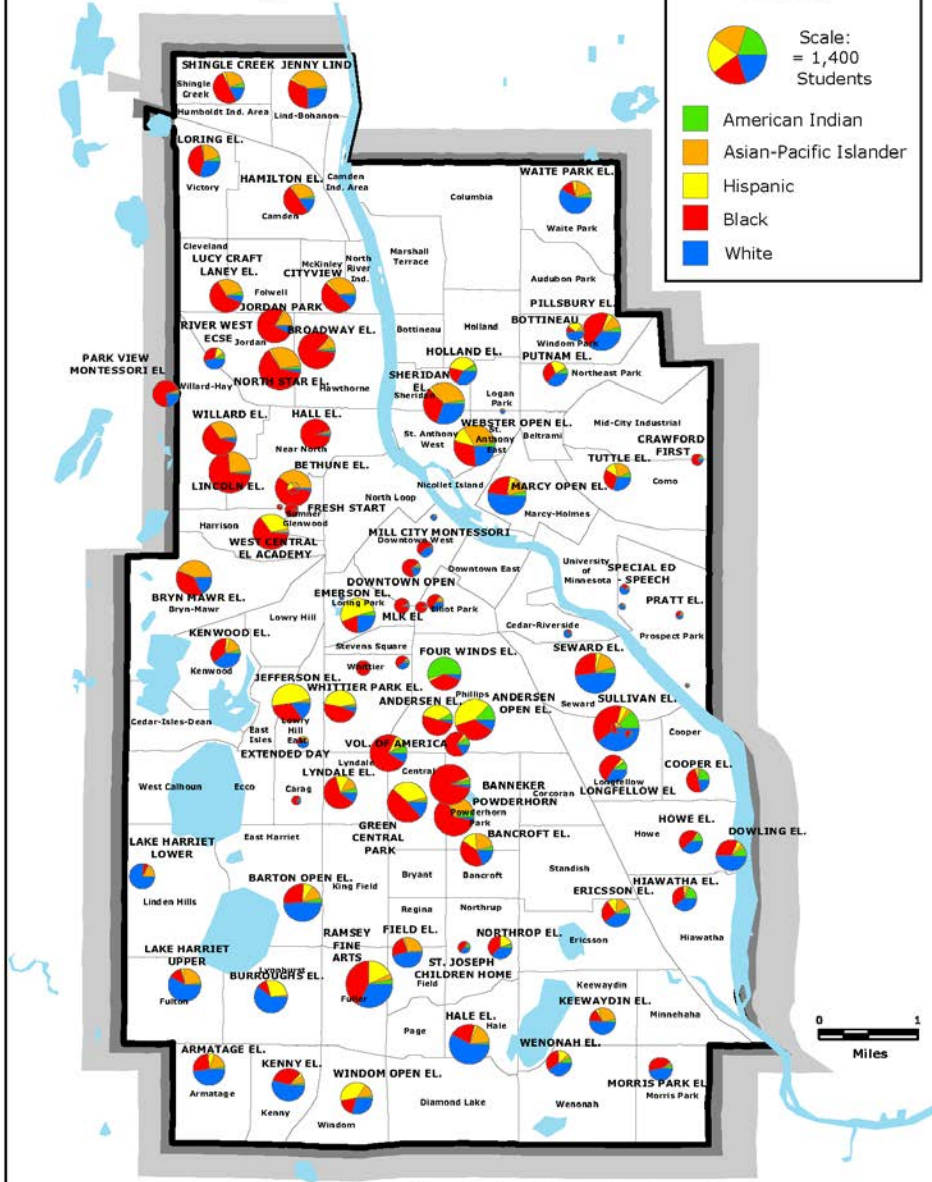 Scale:
= 1,400
Students
American Indian
Asian-Pacific Islander
Hispanic
Black
White
SHINGLE CREEK
JENNY LIND
Shingle
Creek
Humboldt Ind. Area
Lind-Bohanon
LORING EL.
Victory
HAMILTON EL.
Camden
Camden
Ind. Area
WAITE PARK EL.
Columbia
Waite Park
Cleveland
LUCY CRAFT
LANEY EL.
Folwell
McKinley
CITYVIEW
North
River
Ind.
Marshall
Terrace
Audubon Park
JORDAN PARK
RIVER WEST
ECSE
Jordan
BROADWAY EL.
Bottineau
Holland
PILLSBURY EL.
BOTTINEAU
Windom Park
PARK VIEW
MONTESSORI EL
Willard-Hay
NORTH STAR EL.
Hawthorne
HOLLAND EL.
PUTNAM EL.
Northeast Park
SHERIDAN
EL.
Sheridan
Logan
Park
WILLARD EL.
HALL EL.
Near North
St. Anthony
West
WEBSTER OPEN EL.
St.
Anthony
East
Beltrami
Mid-City Industrial
CRAWFORD
FIRST
BETHUNE EL.
LINCOLN EL.
TUTTLE EL.
Como
Nicollet Island
MARCY OPEN EL.
Marcy-Holmes
North Loop
FRESH START
Sumner
Glenwood
Harrison
WEST CENTRAL
EL ACADEMY
MILL CITY MONTESSORI
Downtown West
Downtown East
University
of
Minnesota
SPECIAL ED
- SPEECH
BRYN MAWR EL.
Bryn-Mawr
DOWNTOWN OPEN
EMERSON EL.
Loring Park
MLK EL
Elliot Park
PRATT EL.
Prospect Park
Lowry Hill
Cedar-Riverside
KENWOOD EL.
Kenwood
Stevens Square
Whittier
FOUR WINDS EL.
Phillips
SEWARD EL.
Seward
JEFFERSON EL.
WHITTIER PARK EL.
ANDERSEN EL.
ANDERSEN
OPEN EL.
SULLIVAN EL.
Cooper
Cedar-Isles-Dean
East
Isles
Lowry
Hill
East
EXTENDED DAY
VOL. OF AMERICA
Lyndale
LYNDALE EL.
Central
BANNEKER
Corcoran
Longfellow
LONGFELLOW EL
COOPER EL.
West Calhoun
Ecco
Carag
POWDERHORN
Powderhorn
Park
GREEN
CENTRAL
PARK
BANCROFT EL.
Bancroft
Howe
HOWE EL.
DOWLING EL.
East Harriet
LAKE HARRIET
LOWER
Linden Hills
BARTON OPEN EL.
King Field
Bryant
Standish
ERICSSON EL.
Ericsson
HIAWATHA EL.
Hiawatha
Regina
Northrup
RAMSEY
FINE
ARTS
Fuller
FIELD EL.
NORTHROP EL.
ST. JOSEPH
CHILDREN HOME
Field
LAKE HARRIET
UPPER
Fulton
Lynnhurst
BURROUGHS EL.
Keewaydin
KEEWAYDIN EL.
Minnehaha
Page
HALE EL.
Hale
0 1
Miles
WENONAH EL.
Wenonah
MORRIS PARK EL
Morris Park
ARMATAGE EL.
Armatage
KENNY EL.
Kenny
WINDOM OPEN EL.
Windom
Diamond Lake